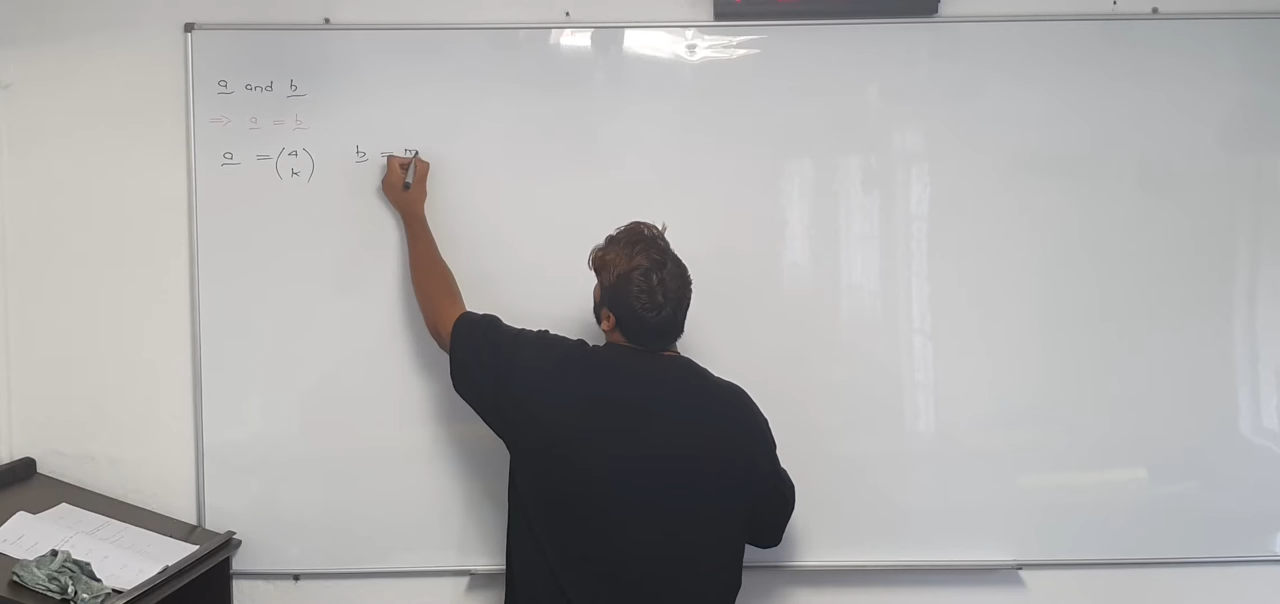 a and b
⇒ a = b
a = (4 k) b = m